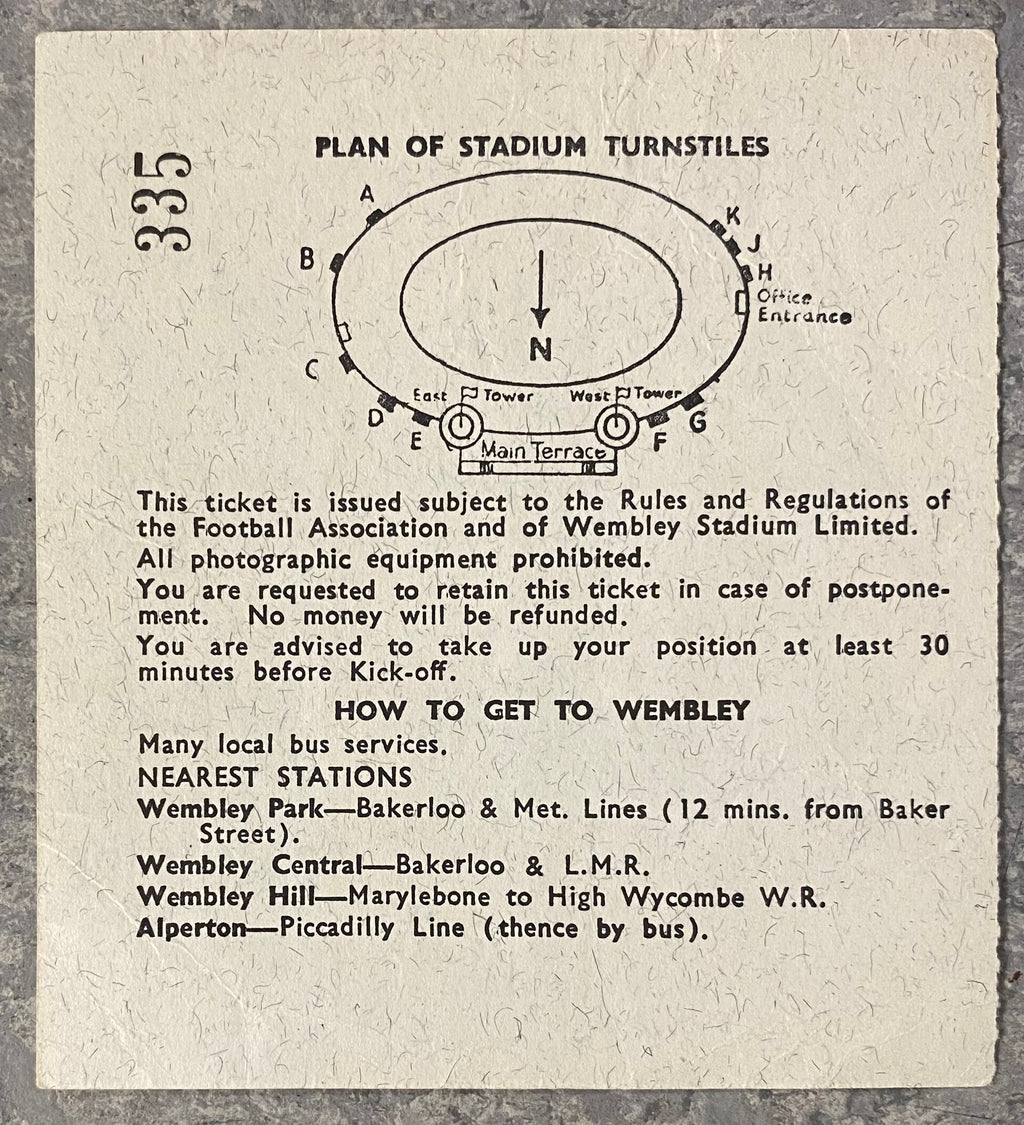 335
PLAN OF STADIUM TURNSTILES
A
K
J
B
H
Office
Entrance
N
C
East Tower
West Tower
D
G
E
F
Main Terrace
This ticket is issued subject to the Rules and Regulations of
the Football Association and of Wembley Stadium Limited.
All photographic equipment prohibited.
You are requested to retain this ticket in case of postpone-
ment. No money will be refunded.
You are advised to take up your position at least 30
minutes before Kick-off.
HOW TO GET TO WEMBLEY
Many local bus services.
NEAREST STATIONS
Wembley Park—Bakerloo & Met. Lines (12 mins. from Baker
Street).
Wembley Central—Bakerloo & L.M.R.
Wembley Hill—Marylebone to High Wycombe W.R.
Alperton—Piccadilly Line (thence by bus).